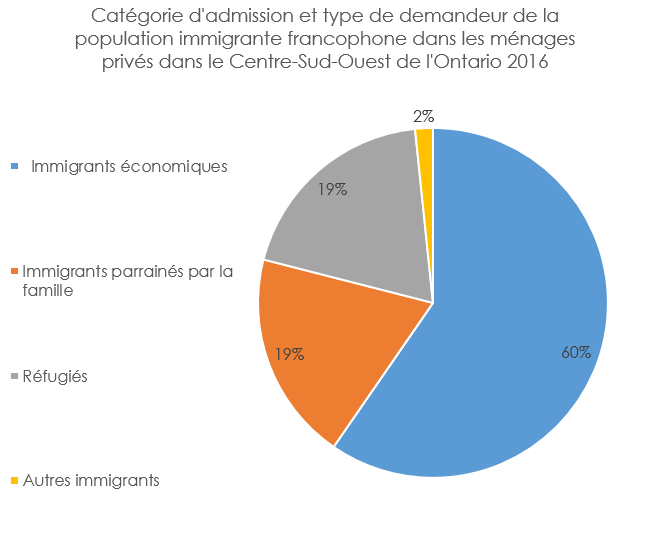 Catégorie d'admission et type de demandeur de la
population immigrante francophone dans les ménages
privés dans le Centre-Sud-Ouest de l'Ontario 2016
2%
Immigrants économiques
19%
Immigrants parrainés par la
famille
19%
60%
Réfugiés
Autres immigrants